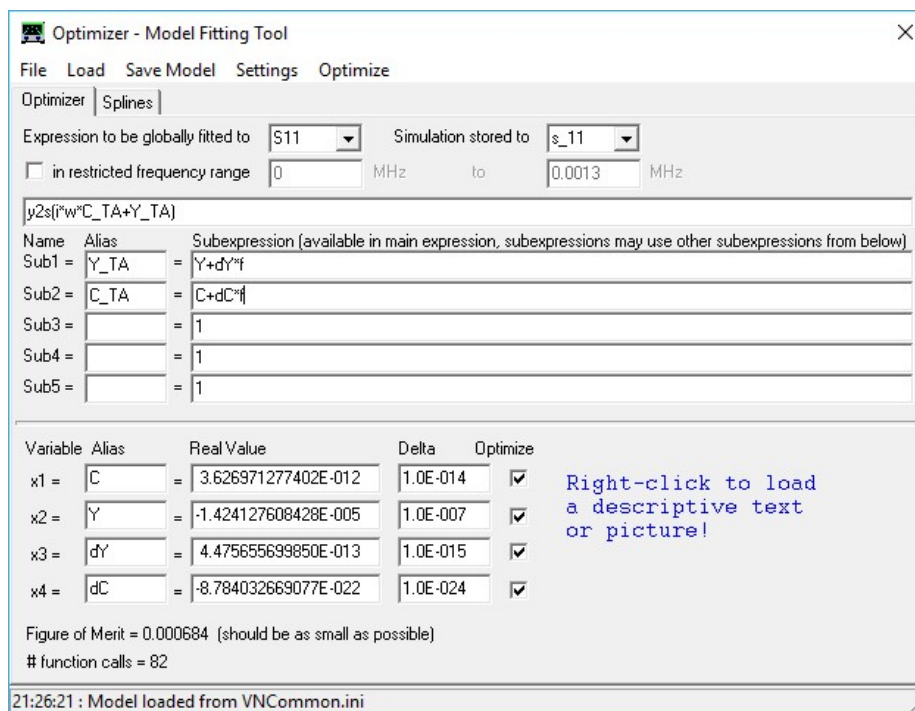 Optimizer - Model Fitting Tool
File Load Save Model Settings Optimize
Optimizer Splines
Expression to be globally fitted to S11 Simulation stored to s_11
in restricted frequency range 0 MHz to 0.0013 MHz
y2s(i*w*C_TA+Y_TA)
Name Alias Subexpression (available in main expression, subexpressions may use other subexpressions from below)
Sub1 = Y_TA = Y+dY*f
Sub2 = C_TA = C+dC*f
Sub3 = = 1
Sub4 = = 1
Sub5 = = 1
Variable Alias Real Value Delta Optimize
x1 = C = 3.626971277402E-012 1.0E-014
x2 = Y = -1.424127608428E-005 1.0E-007
x3 = dY = 4.475655699850E-013 1.0E-015
x4 = dC = -8.784032669077E-022 1.0E-024
Right-click to load
a descriptive text
or picture!
Figure of Merit = 0.000684 (should be as small as possible)
# function calls = 82
21:26:21 : Model loaded from VNCommon.ini